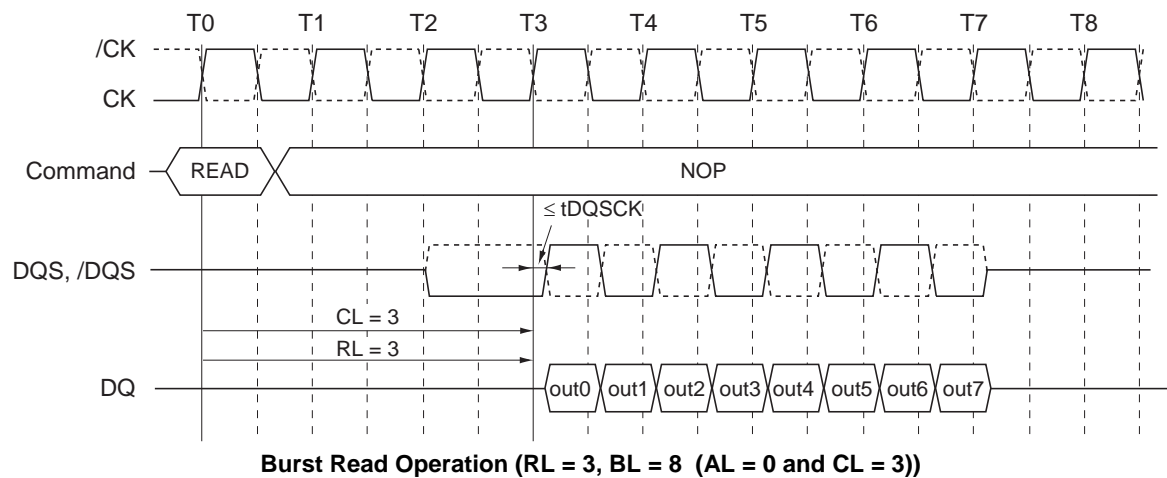 T0 T1 T2 T3 T4 T5 T6 T7 T8
/CK
CK
Command READ NOP
≤ tDQSCK
DQS, /DQS
CL = 3
RL = 3
DQ out0 out1 out2 out3 out4 out5 out6 out7
Burst Read Operation (RL = 3, BL = 8 (AL = 0 and CL = 3))